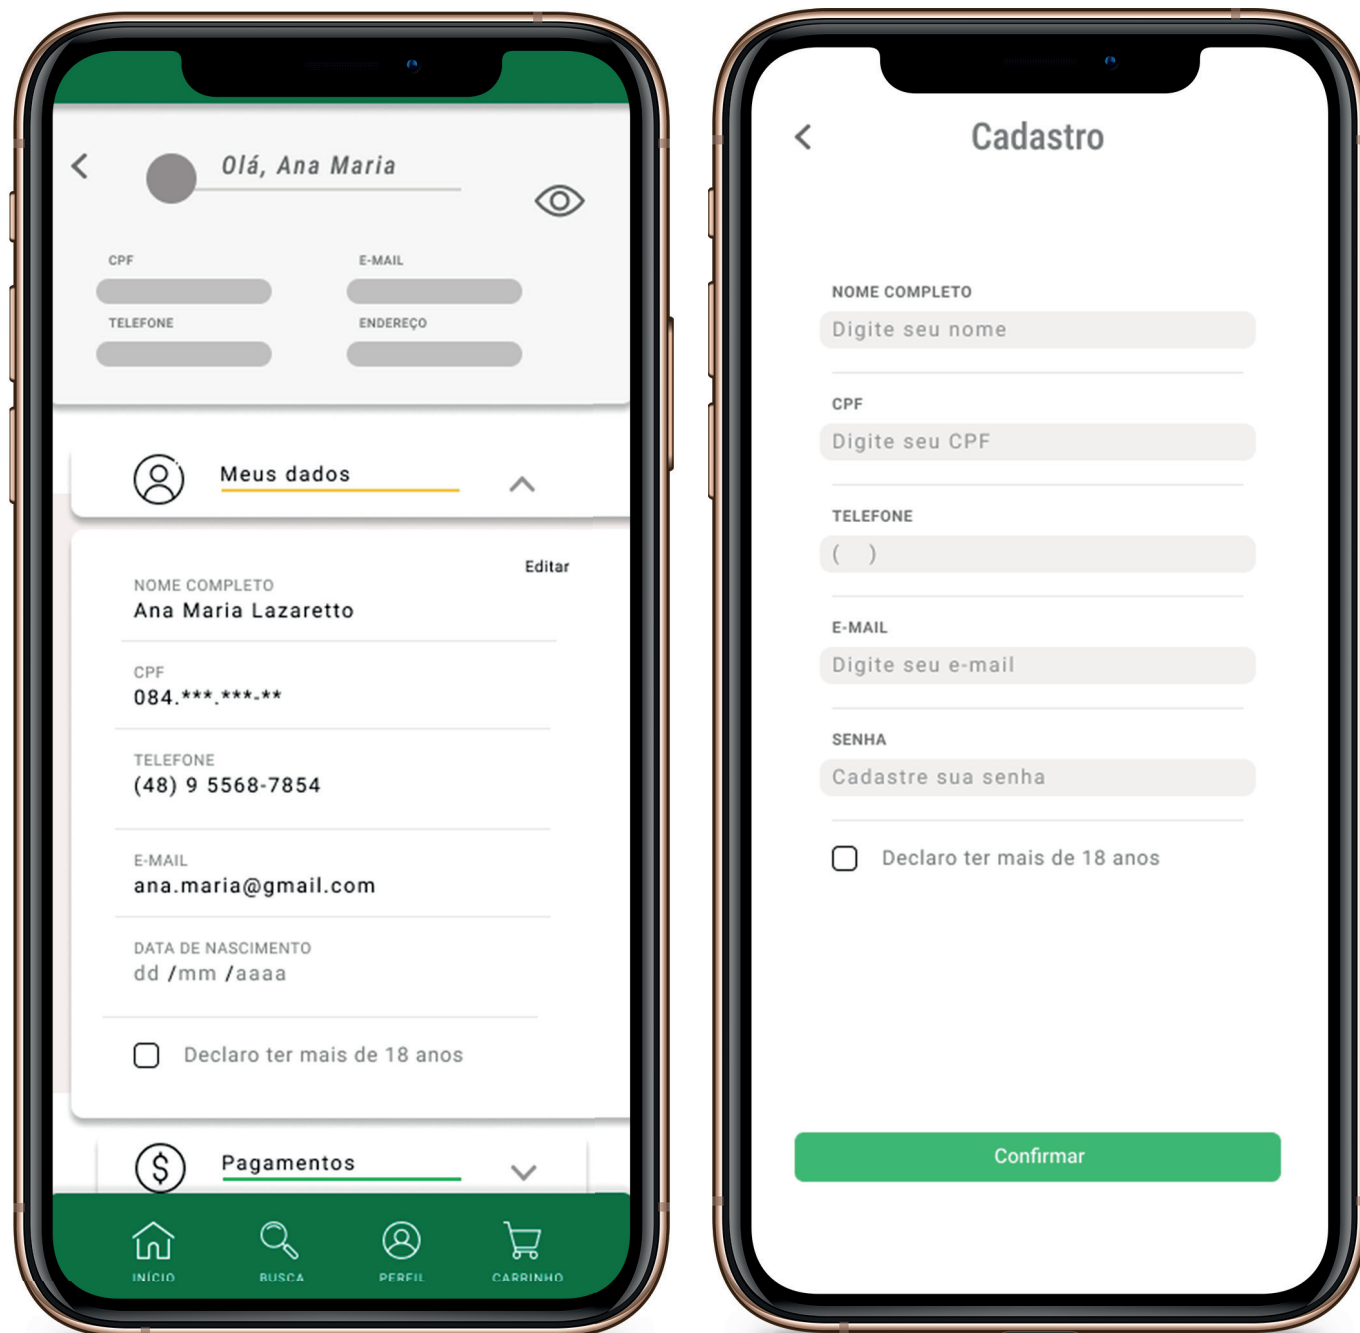 Olá, Ana Maria
CPF
E-MAIL
TELEFONE
ENDEREÇO
Meus dados
Editar
NOME COMPLETO
Ana Maria Lazaretto
CPF
084.***.***-**
TELEFONE
(48) 9 5568-7854
E-MAIL
ana.maria@gmail.com
DATA DE NASCIMENTO
dd /mm /aaaa
Declaro ter mais de 18 anos
Pagamentos
INÍCIO
BUSCA
PERFIL
CARRINHO
Cadastro
NOME COMPLETO
Digite seu nome
CPF
Digite seu CPF
TELEFONE
( )
E-MAIL
Digite seu e-mail
SENHA
Cadastre sua senha
Declaro ter mais de 18 anos
Confirmar